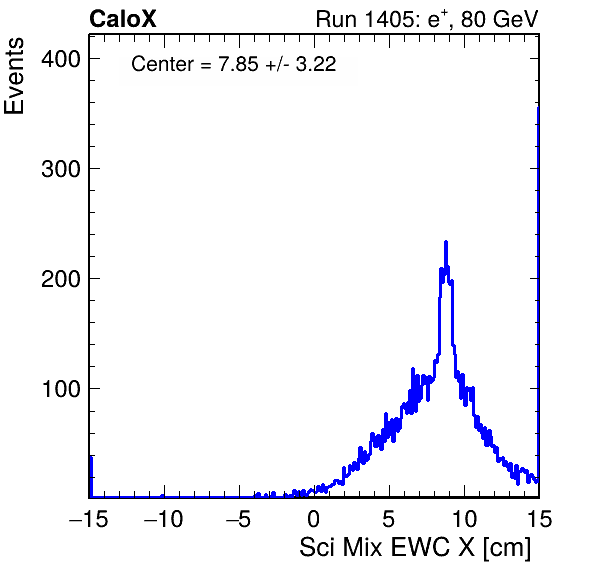 CaloX Run 1405: e⁺, 80 GeV
Center = 7.85 +/- 3.22
Events
400
300
200
100
−15 −10 −5 0 5 10 15
Sci Mix EWC X [cm]